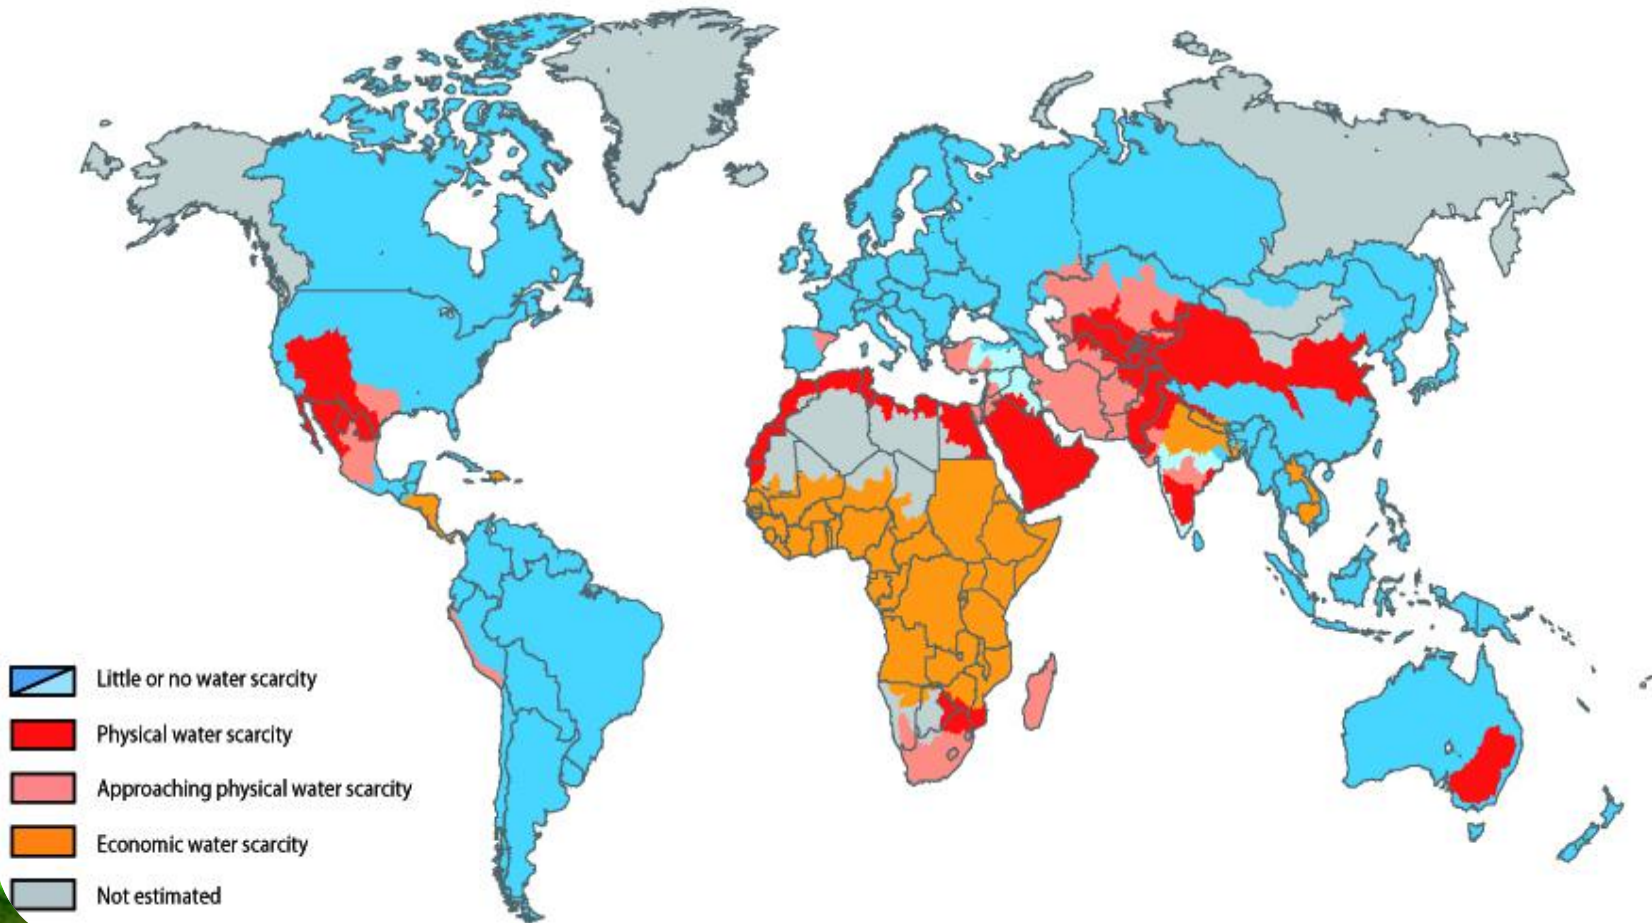 Little or no water scarcity
Physical water scarcity
Approaching physical water scarcity
Economic water scarcity
Not estimated